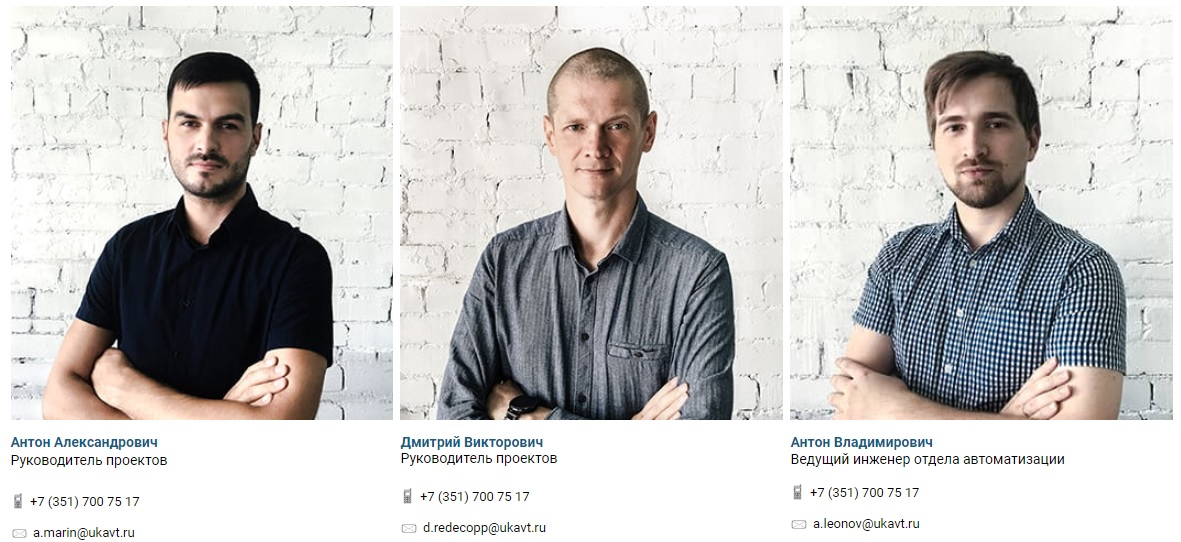 Антон Александрович
Руководитель проектов
+7 (351) 700 75 17
a.marin@ukavt.ru
Дмитрий Викторович
Руководитель проектов
+7 (351) 700 75 17
d.redecopp@ukavt.ru
Антон Владимирович
Ведущий инженер отдела автоматизации
+7 (351) 700 75 17
a.leonov@ukavt.ru